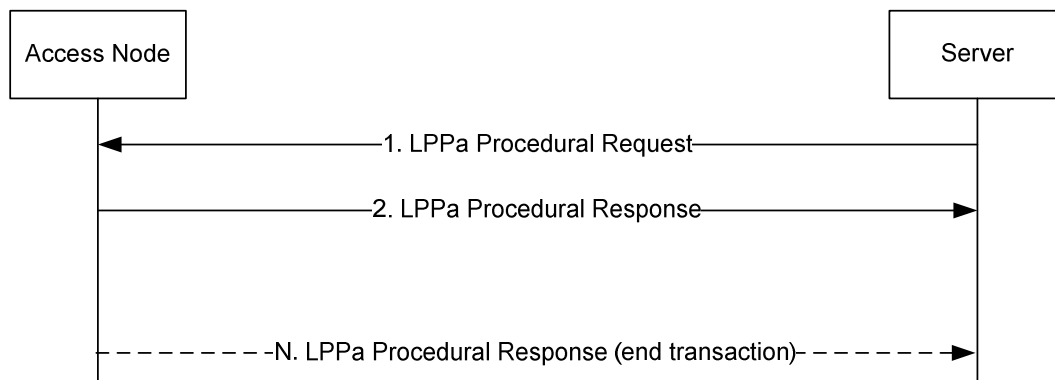 Access Node
Server
1. LPPa Procedural Request
2. LPPa Procedural Response
N. LPPa Procedural Response (end transaction)